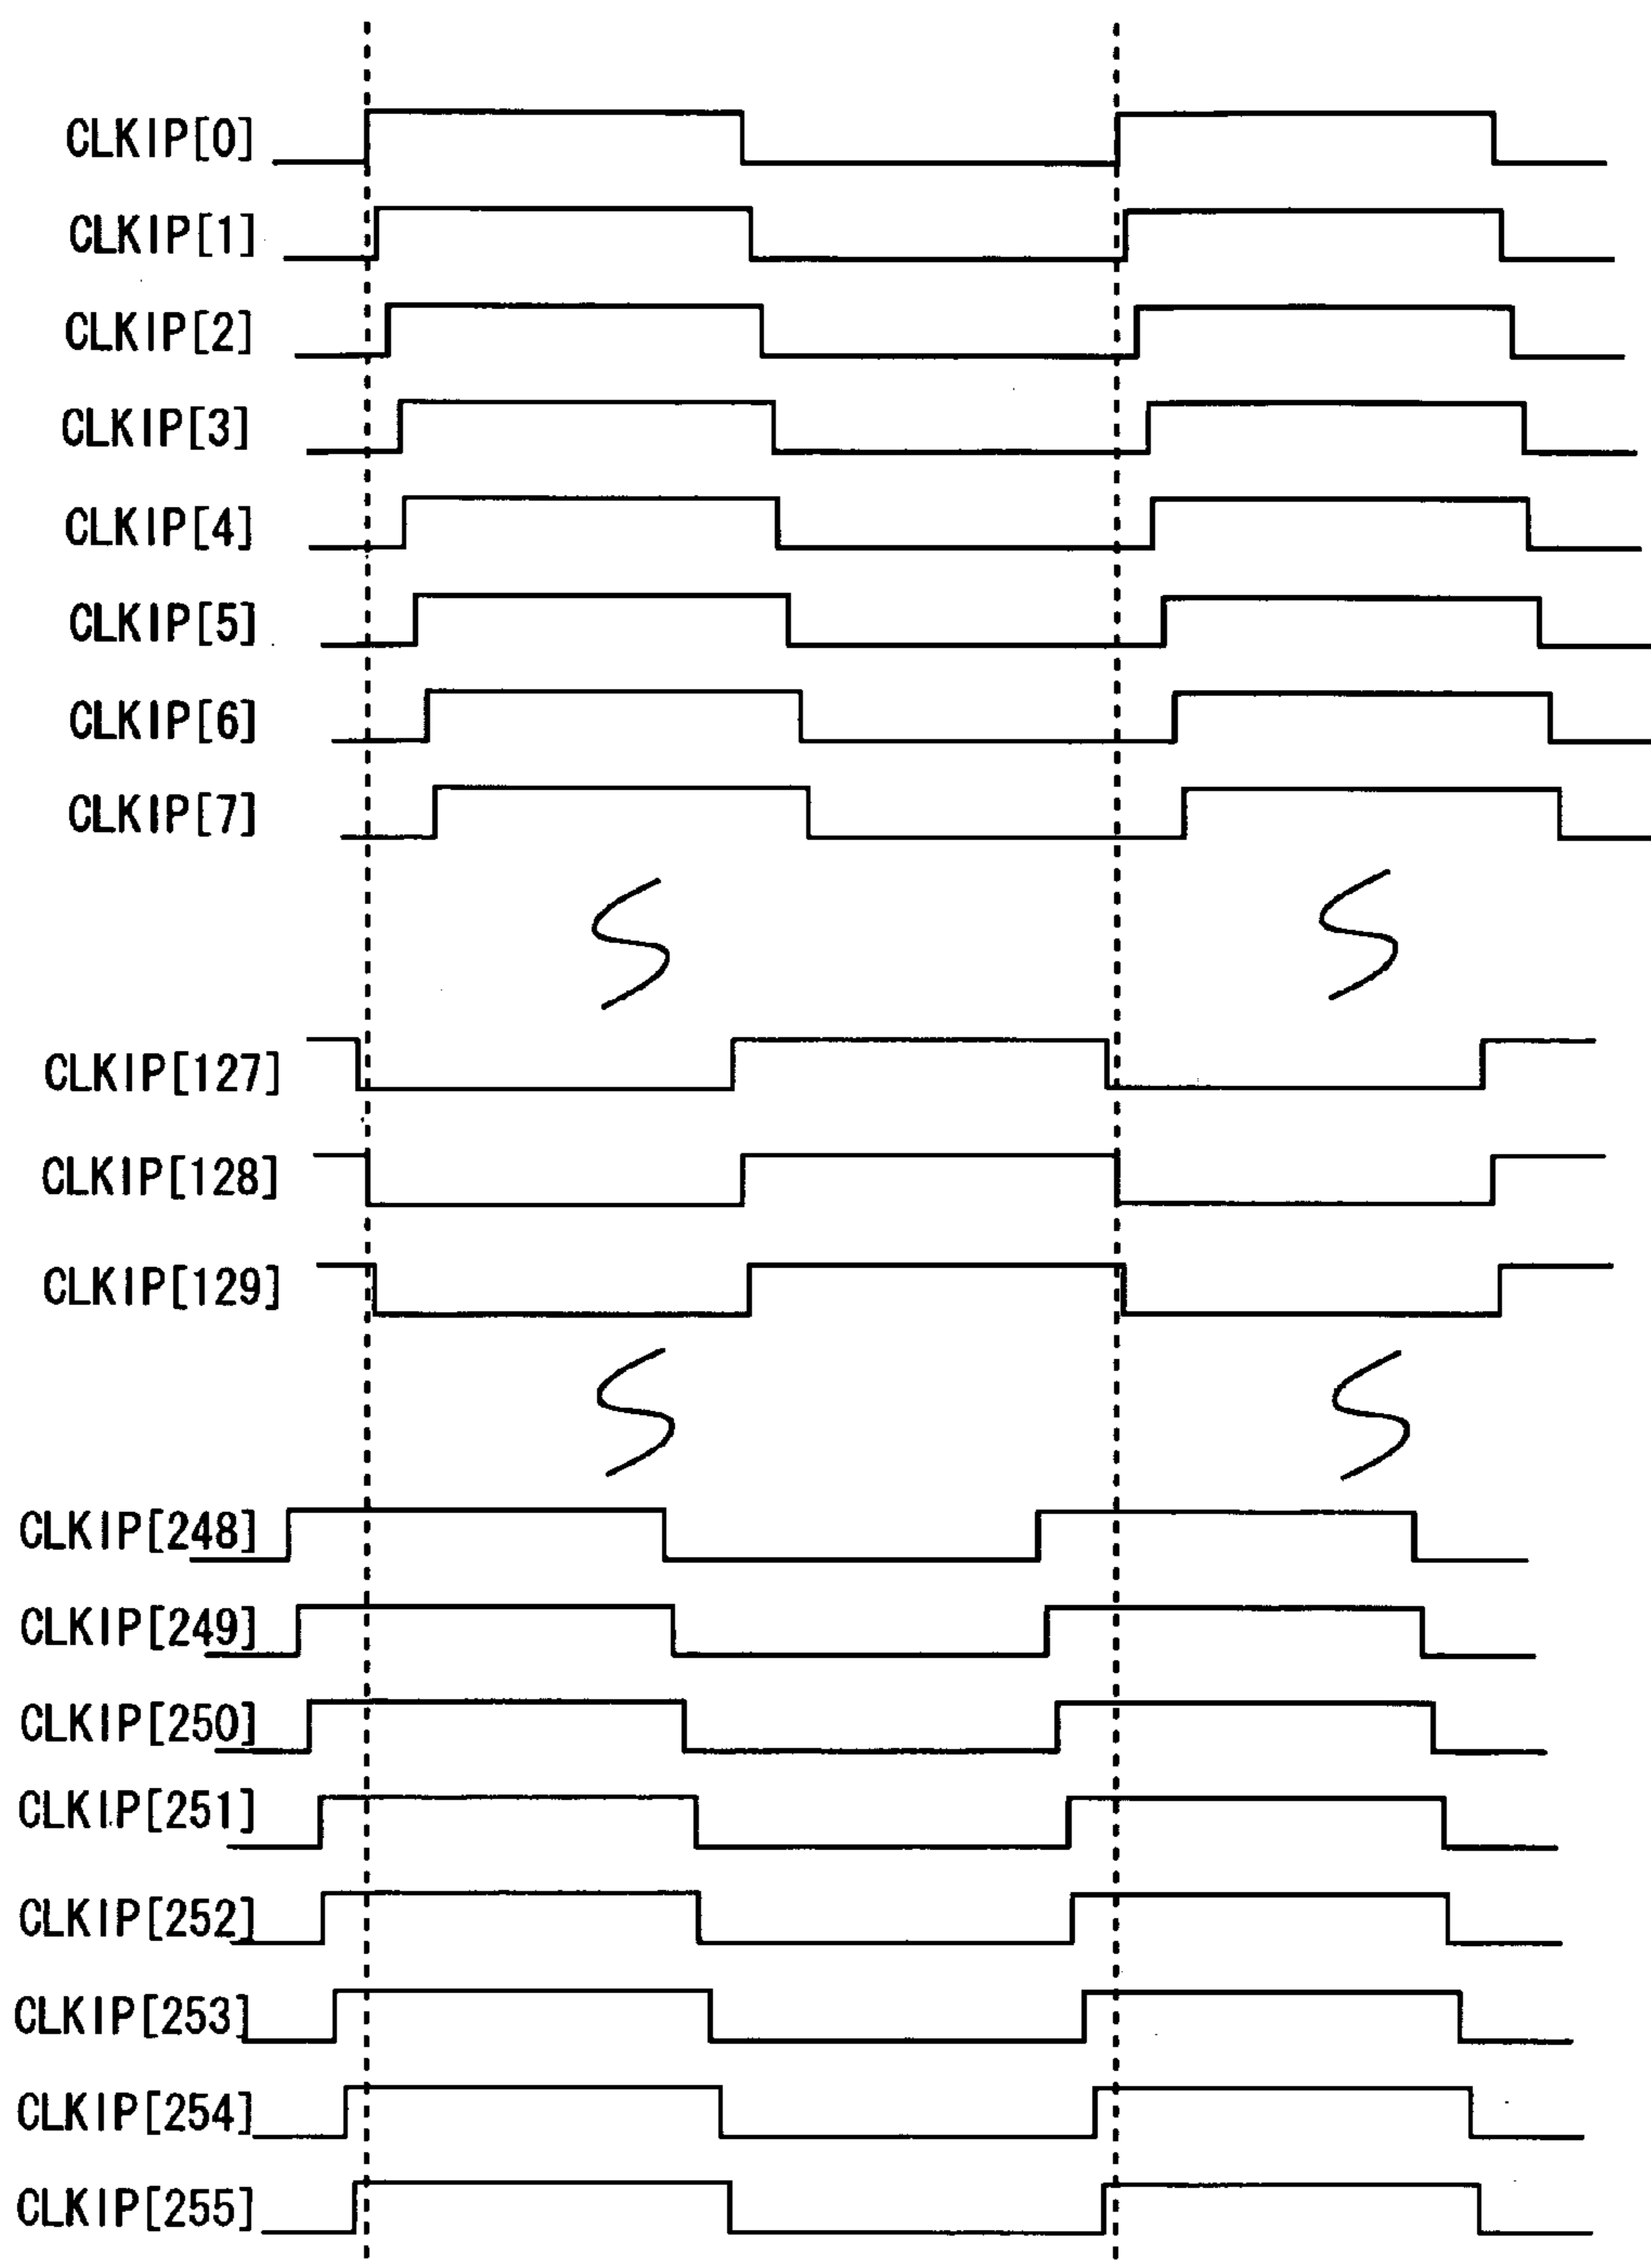 CLKIP[0]
CLKIP[1]
CLKIP[2]
CLKIP[3]
CLKIP[4]
CLKIP[5]
CLKIP[6]
CLKIP[7]
CLKIP[127]
CLKIP[128]
CLKIP[129]
CLKIP[248]
CLKIP[249]
CLKIP[250]
CLKIP[251]
CLKIP[252]
CLKIP[253]
CLKIP[254]
CLKIP[255]